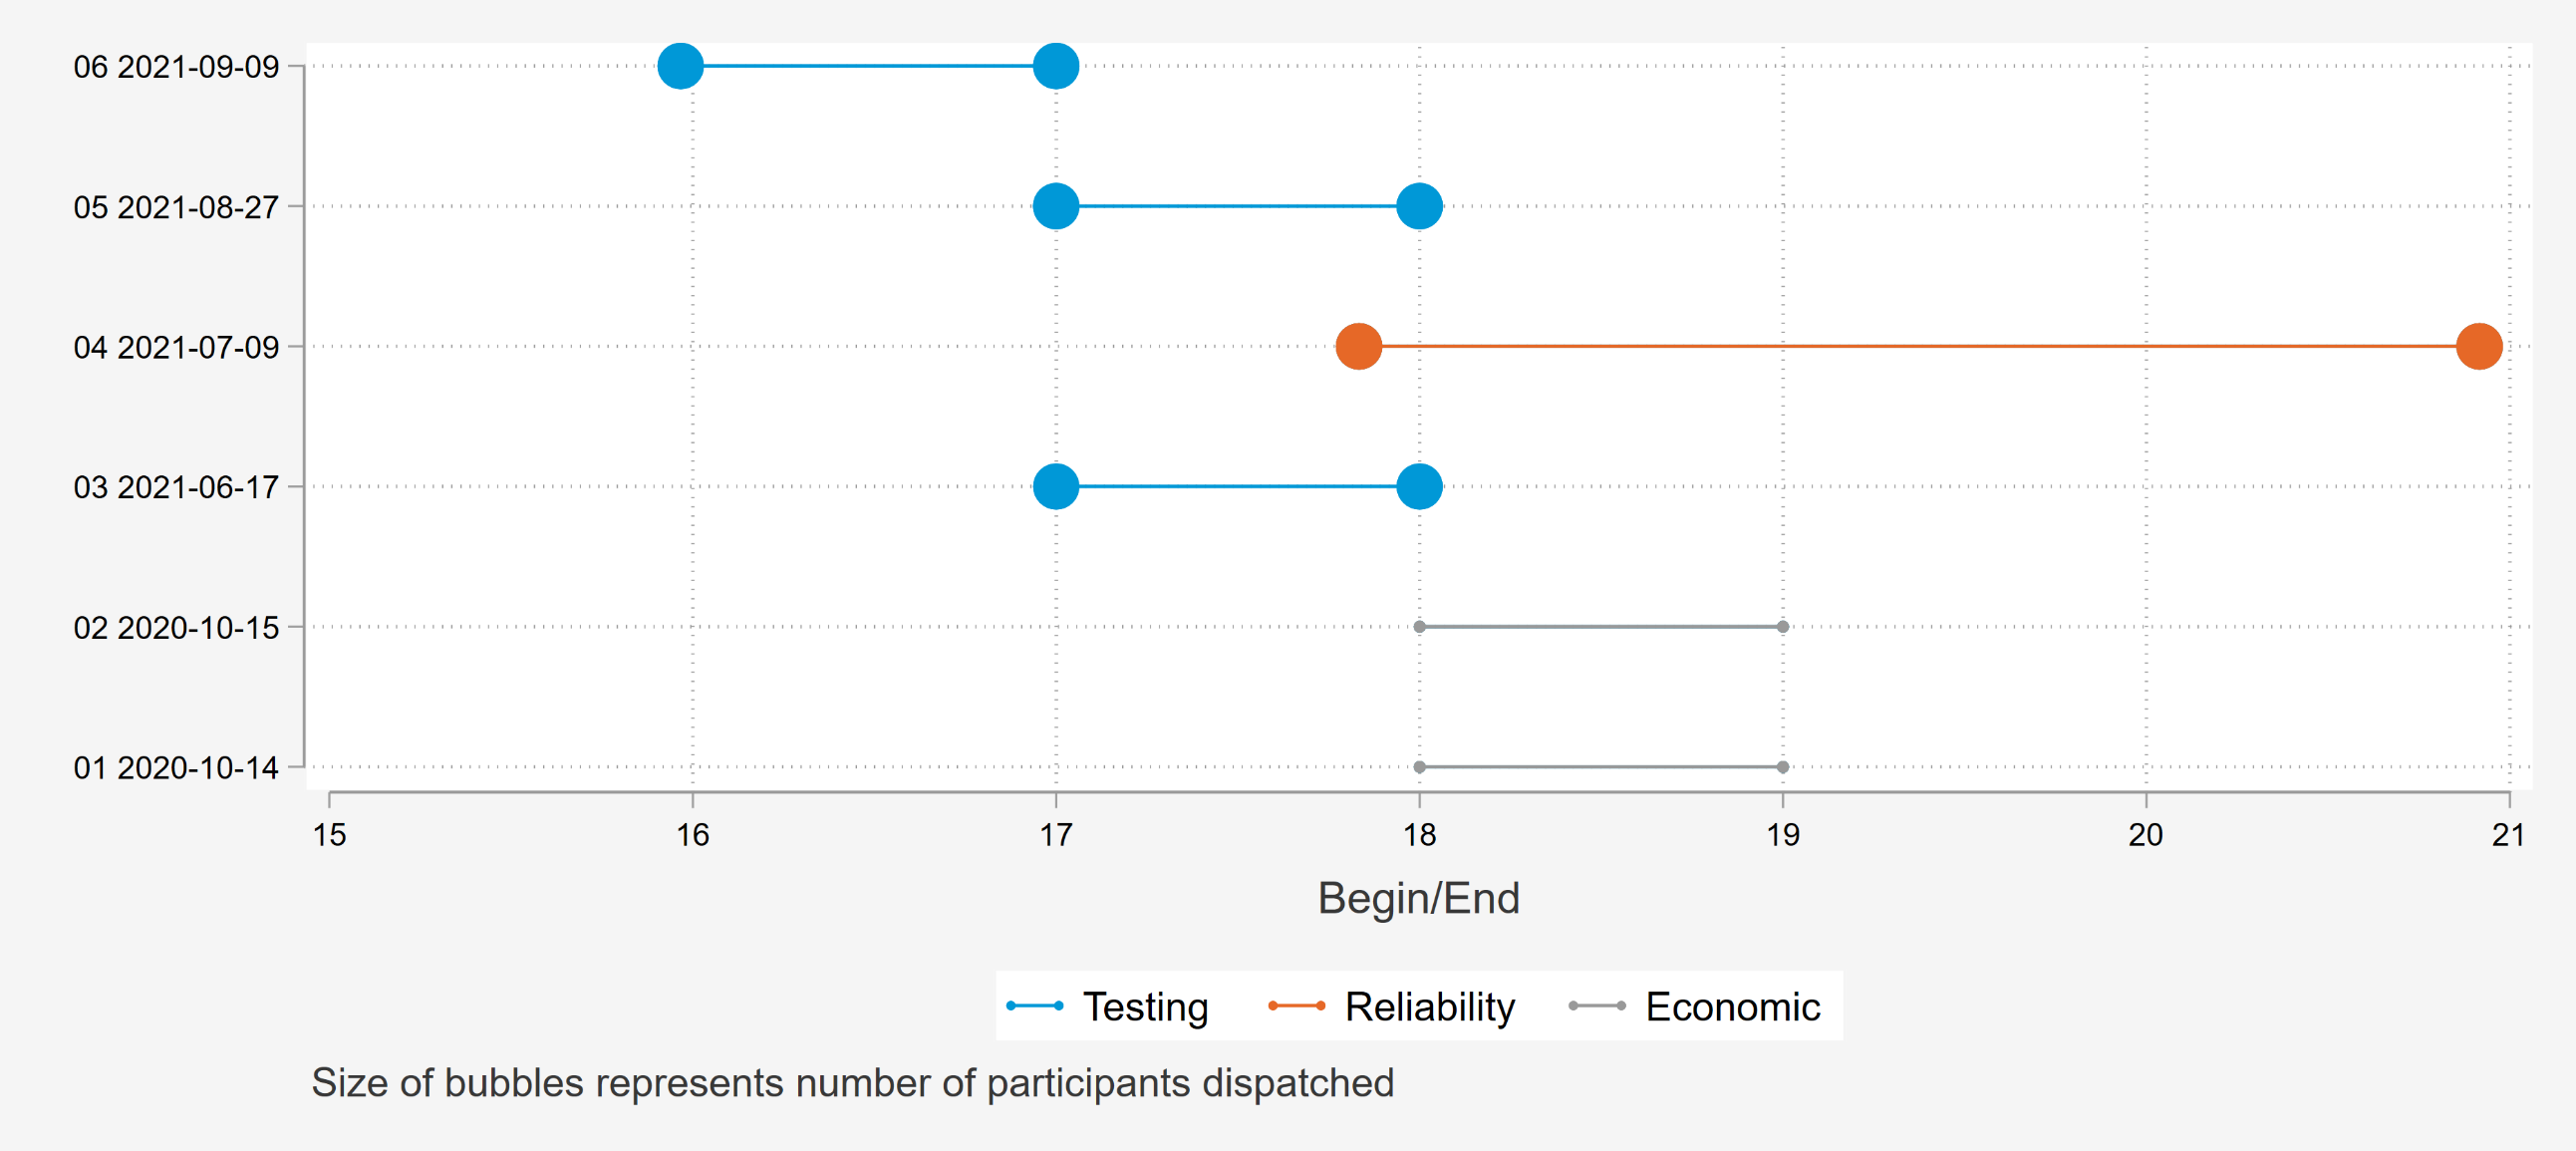 06 2021-09-09
05 2021-08-27
04 2021-07-09
03 2021-06-17
02 2020-10-15
01 2020-10-14
15 16 17 18 19 20 21
Begin/End
Testing Reliability Economic
Size of bubbles represents number of participants dispatched